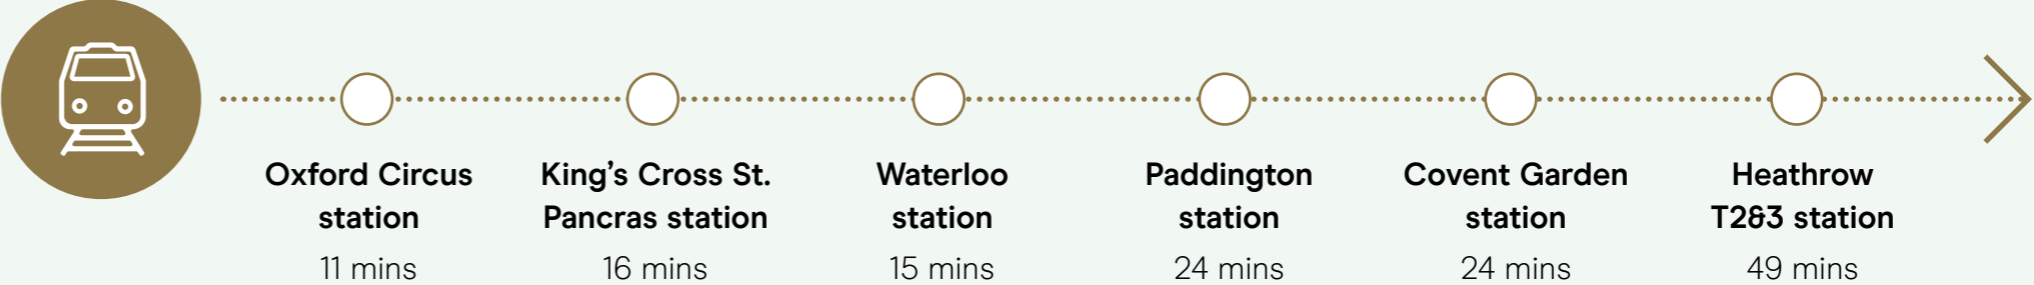 Oxford Circus
station
11 mins
King's Cross St.
Pancras station
16 mins
Waterloo
station
15 mins
Paddington
station
24 mins
Covent Garden
station
24 mins
Heathrow
T2&3 station
49 mins